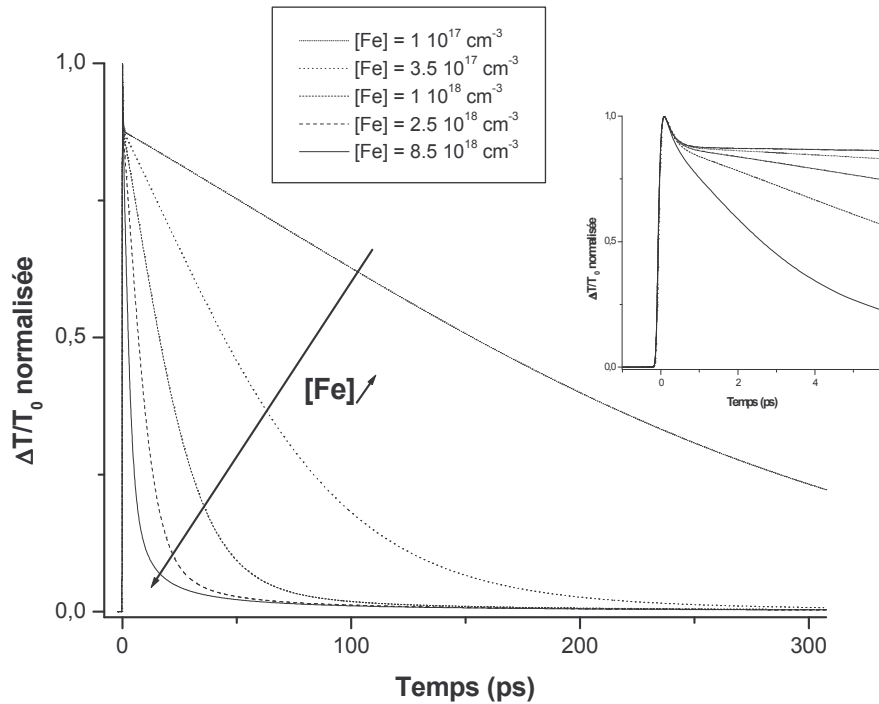 [Fe] = 1 10^17 cm^-3
[Fe] = 3.5 10^17 cm^-3
[Fe] = 1 10^18 cm^-3
[Fe] = 2.5 10^18 cm^-3
[Fe] = 8.5 10^18 cm^-3
1,0
0,5
0,0
ΔT/T_0 normalisée
0
100
200
300
Temps (ps)
[Fe]
1,0
0,5
0,0
ΔT/T_0 normalisée
0
2
4
Temps (ps)